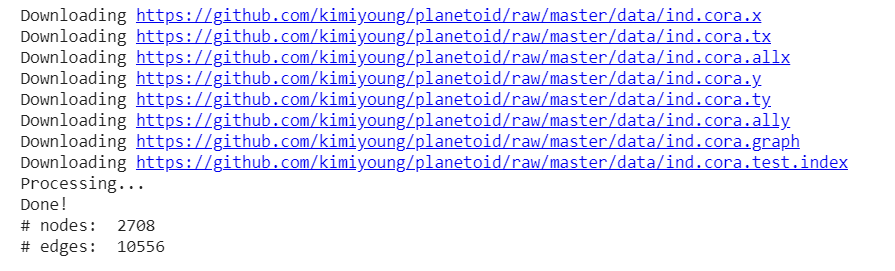 Downloading https://github.com/kimiyoung/planetoid/raw/master/data/ind.cora.x
Downloading https://github.com/kimiyoung/planetoid/raw/master/data/ind.cora.tx
Downloading https://github.com/kimiyoung/planetoid/raw/master/data/ind.cora.allx
Downloading https://github.com/kimiyoung/planetoid/raw/master/data/ind.cora.y
Downloading https://github.com/kimiyoung/planetoid/raw/master/data/ind.cora.ty
Downloading https://github.com/kimiyoung/planetoid/raw/master/data/ind.cora.ally
Downloading https://github.com/kimiyoung/planetoid/raw/master/data/ind.cora.graph
Downloading https://github.com/kimiyoung/planetoid/raw/master/data/ind.cora.test.index
Processing...
Done!
# nodes:  2708
# edges:  10556